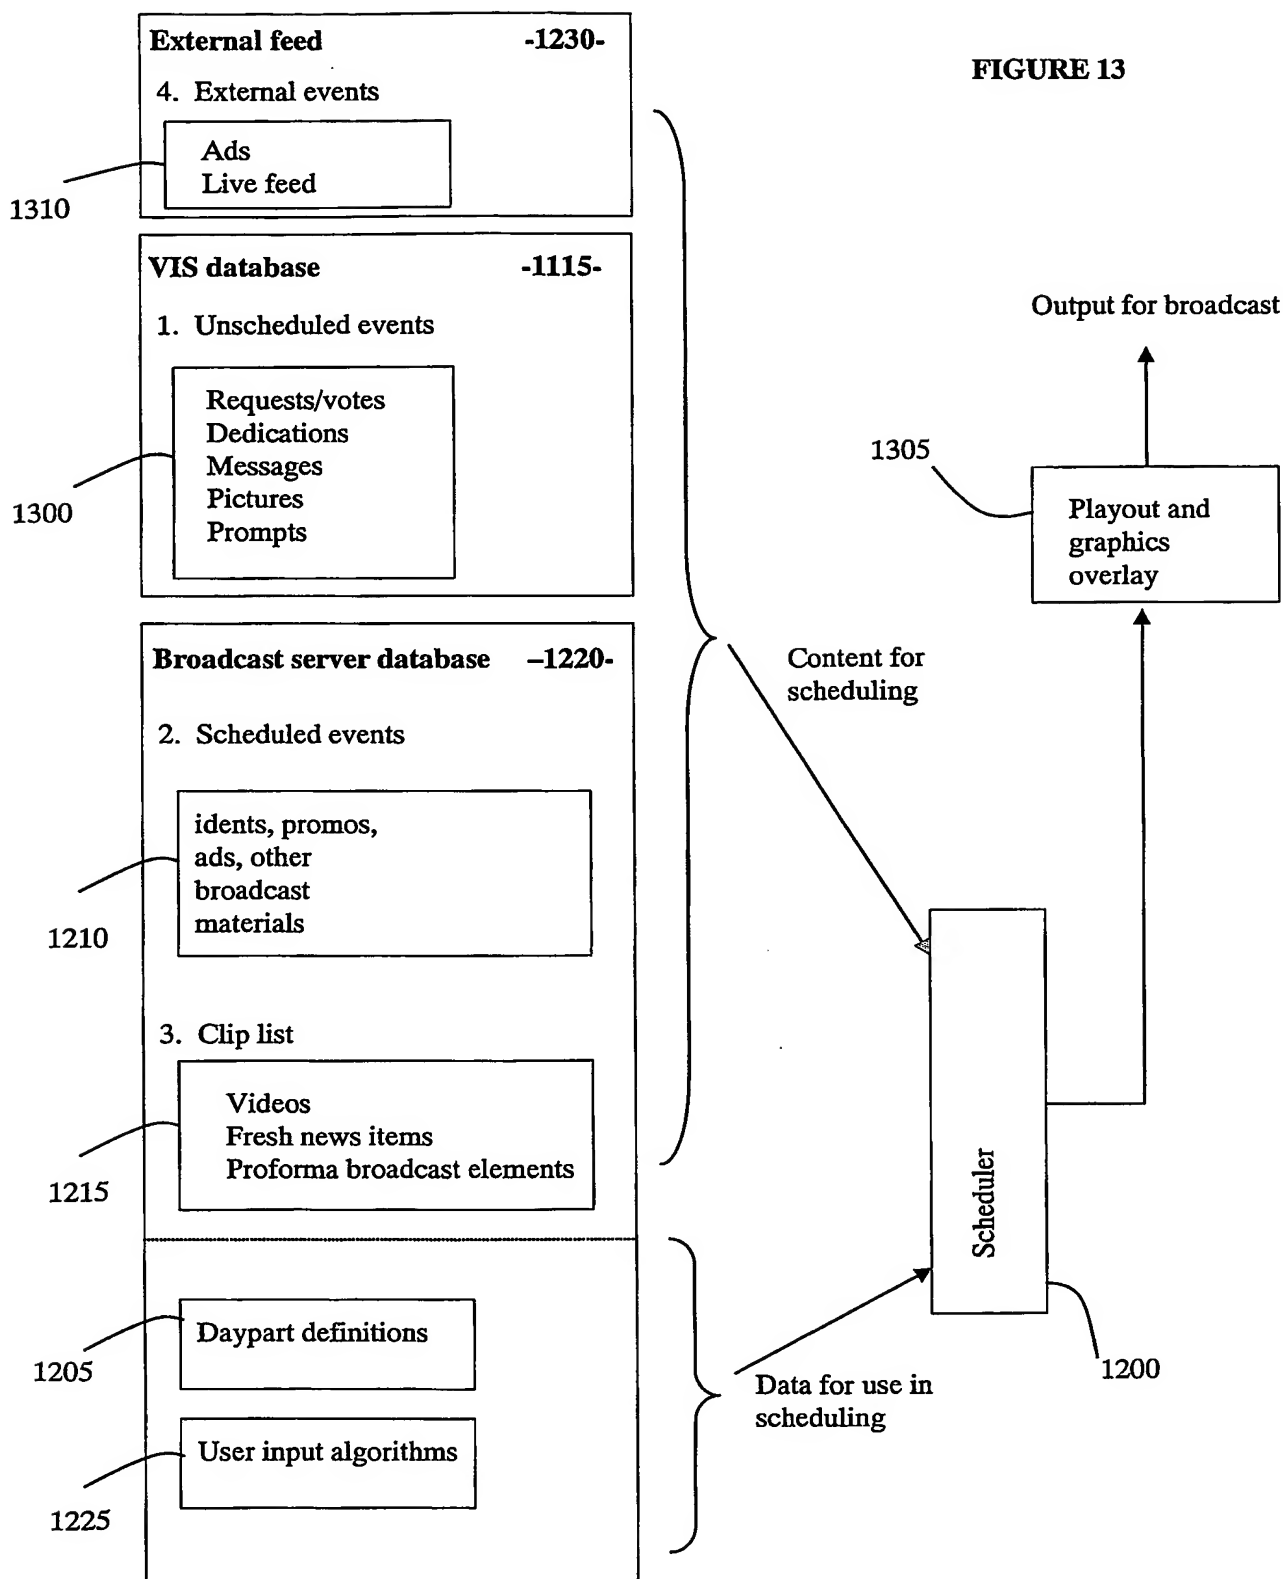 External feed -1230-
FIGURE 13
4. External events
Ads
Live feed
1310
VIS database -1115-
1. Unscheduled events
Requests/votes
Dedications
Messages
Pictures
Prompts
1300
Output for broadcast
1305
Playout and
graphics
overlay
Broadcast server database –1220-
2. Scheduled events
idents, promos,
ads, other
broadcast
materials
1210
3. Clip list
Videos
Fresh news items
Proforma broadcast elements
1215
Content for
scheduling
Scheduler
1200
Daypart definitions
1205
User input algorithms
1225
Data for use in
scheduling